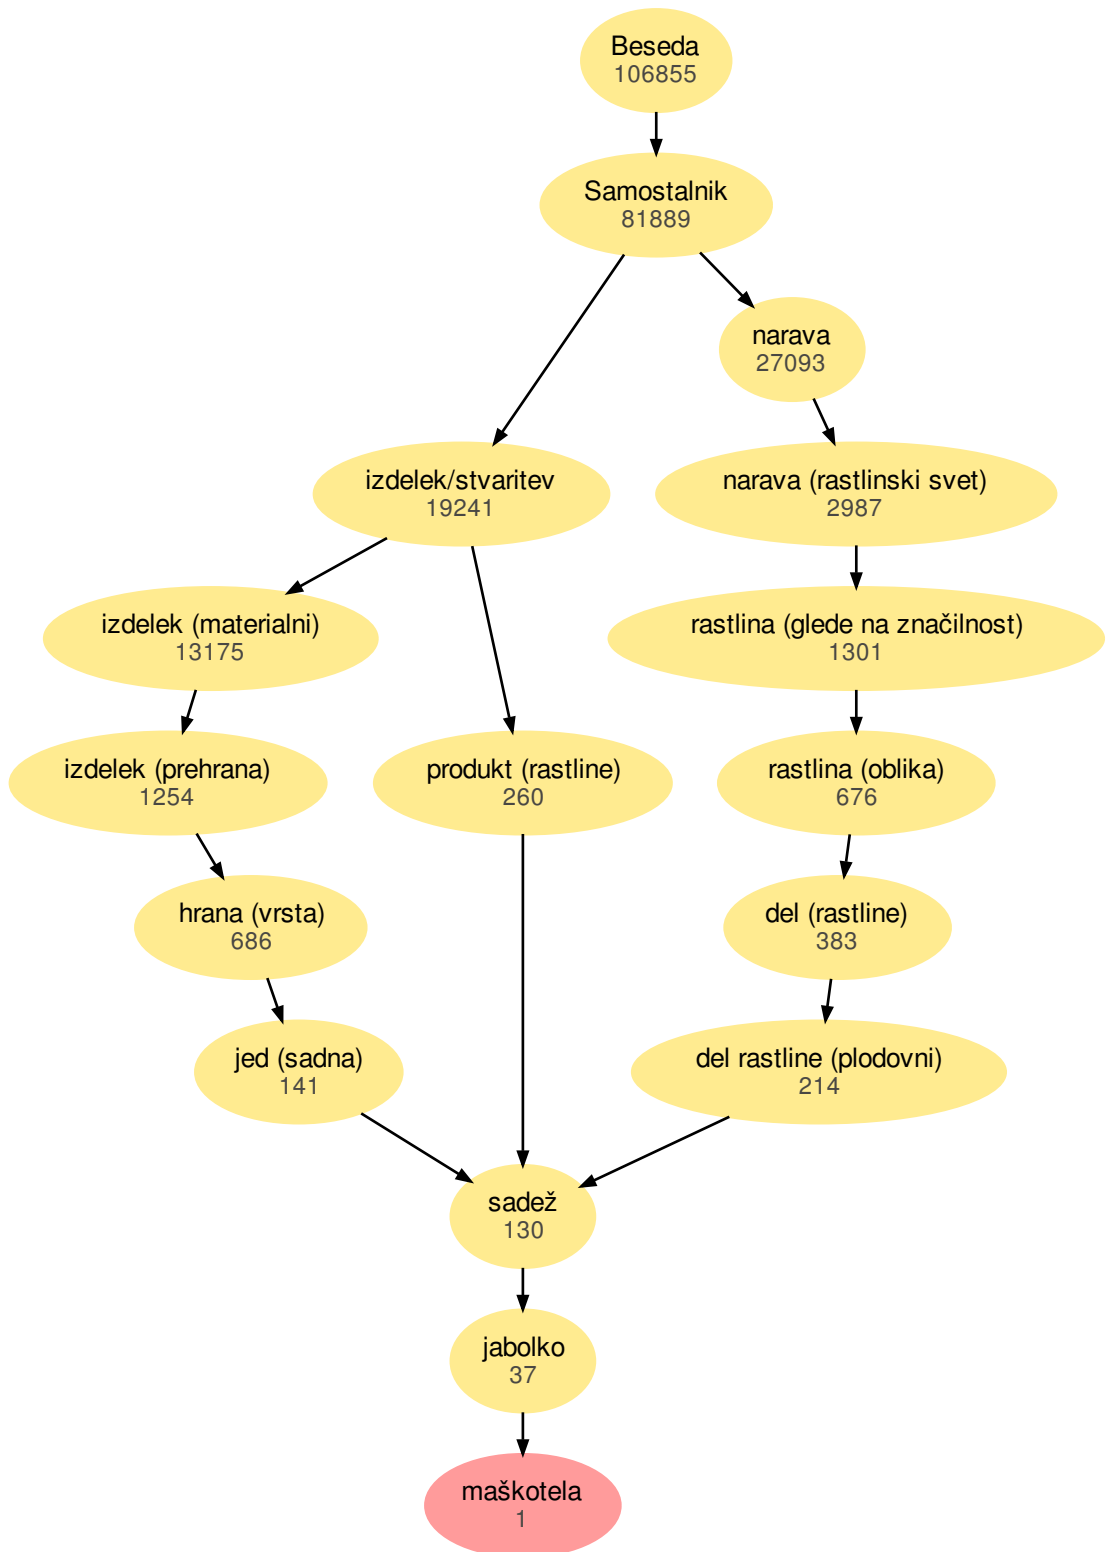 Beseda
106855
Samostalnik
81889
narava
27093
izdelek/stvaritev
19241
narava (rastlinski svet)
2987
izdelek (materialni)
13175
rastlina (glede na značilnost)
1301
izdelek (prehrana)
1254
produkt (rastline)
260
rastlina (oblika)
676
hrana (vrsta)
686
del (rastline)
383
jed (sadna)
141
del rastline (plodovni)
214
sadež
130
jabolko
37
maškotela
1